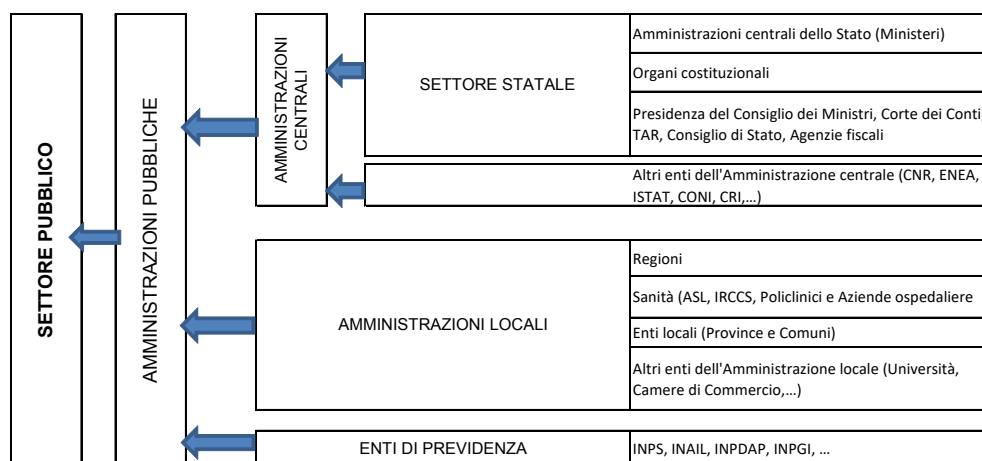 SETTORE PUBBLICO
AMMINISTRAZIONI PUBBLICHE
AMMINISTRAZIONI
CENTRALI
SETTORE STATALE
Amministrazioni centrali dello Stato (Ministeri)
Organi costituzionali
Presidenza del Consiglio dei Ministri, Corte dei Conti,
TAR, Consiglio di Stato, Agenzie fiscali
Altri enti dell'Amministrazione centrale (CNR, ENEA,
ISTAT, CONI, CRI,…)
AMMINISTRAZIONI LOCALI
Regioni
Sanità (ASL, IRCCS, Policlinici e Aziende ospedaliere
Enti locali (Province e Comuni)
Altri enti dell'Amministrazione locale (Università,
Camere di Commercio,…)
ENTI DI PREVIDENZA
INPS, INAIL, INPDAP, INPGI, …